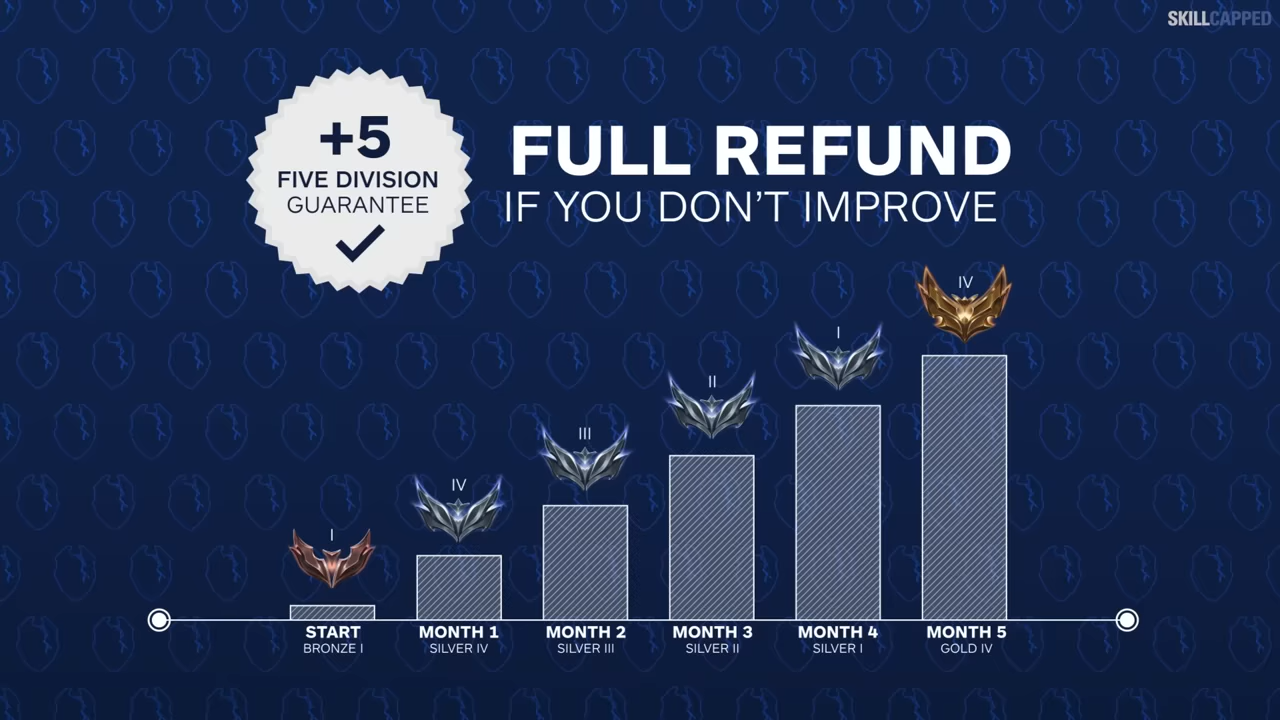 SKILLCAPPED
+5
FIVE DIVISION
GUARANTEE
FULL REFUND
IF YOU DON'T IMPROVE
I
IV
III
II
I
IV
START
BRONZE I
MONTH 1
SILVER IV
MONTH 2
SILVER III
MONTH 3
SILVER II
MONTH 4
SILVER I
MONTH 5
GOLD IV